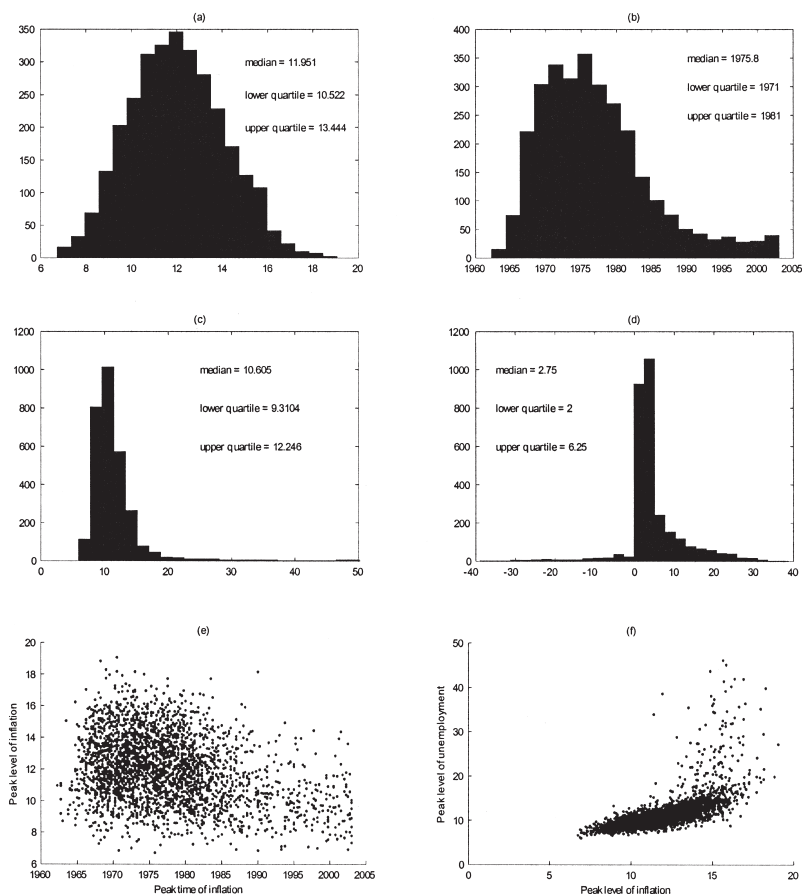 (a)
350
300
250
200
150
100
50
0
6 8 10 12 14 16 18 20
median = 11.951
lower quartile = 10.522
upper quartile = 13.444
(b)
400
350
300
250
200
150
100
50
0
1960 1965 1970 1975 1980 1985 1990 1995 2000 2005
median = 1975.8
lower quartile = 1971
upper quartile = 1981
(c)
1200
1000
800
600
400
200
0
0 10 20 30 40 50
median = 10.605
lower quartile = 9.3104
upper quartile = 12.246
(d)
1200
1000
800
600
400
200
0
-40 -30 -20 -10 0 10 20 30 40
median = 2.75
lower quartile = 2
upper quartile = 6.25
(e)
Peak level of inflation
20
18
16
14
12
10
8
6
1960 1965 1970 1975 1980 1985 1990 1995 2000 2005
Peak time of inflation
(f)
Peak level of unemployment
50
40
30
20
10
0
0 5 10 15 20
Peak level of inflation